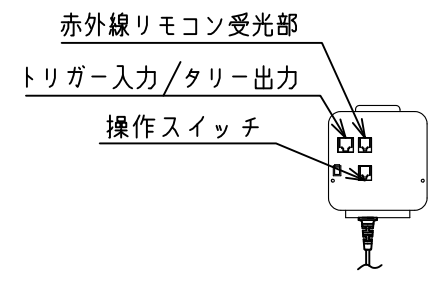 赤外線リモコン受光部
トリガー入力/タリー出力
操作スイッチ